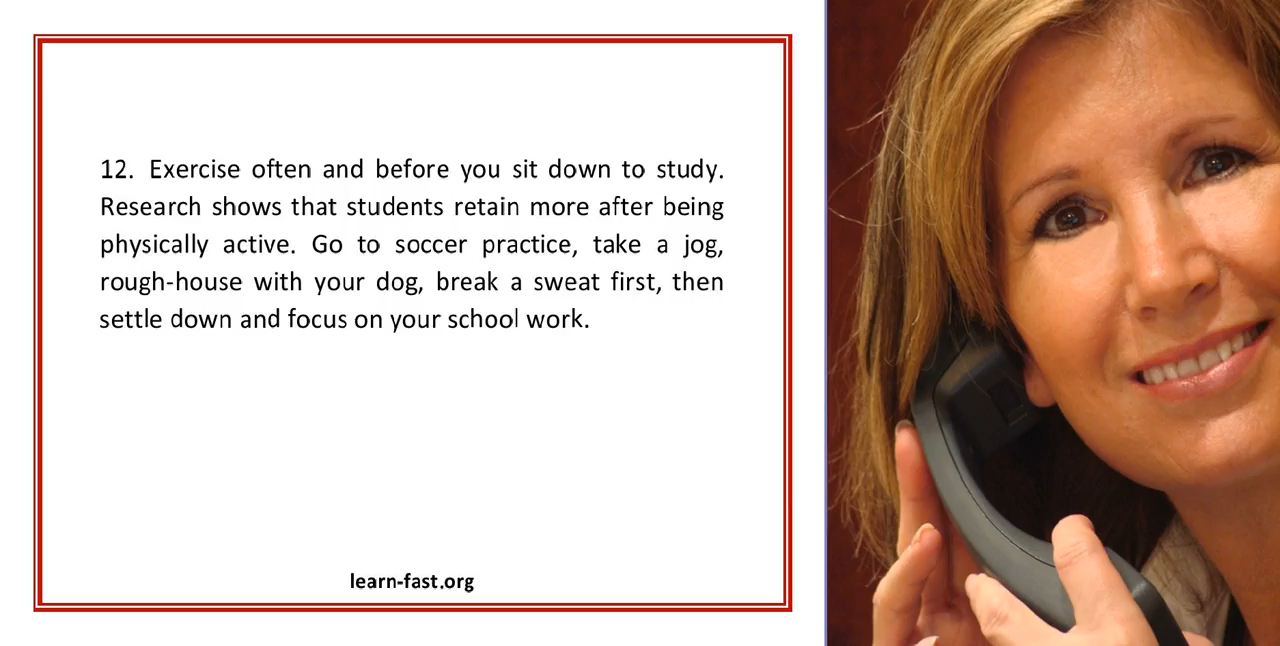 12. Exercise often and before you sit down to study.
Research shows that students retain more after being
physically active. Go to soccer practice, take a jog,
rough-house with your dog, break a sweat first, then
settle down and focus on your school work.
learn-fast.org